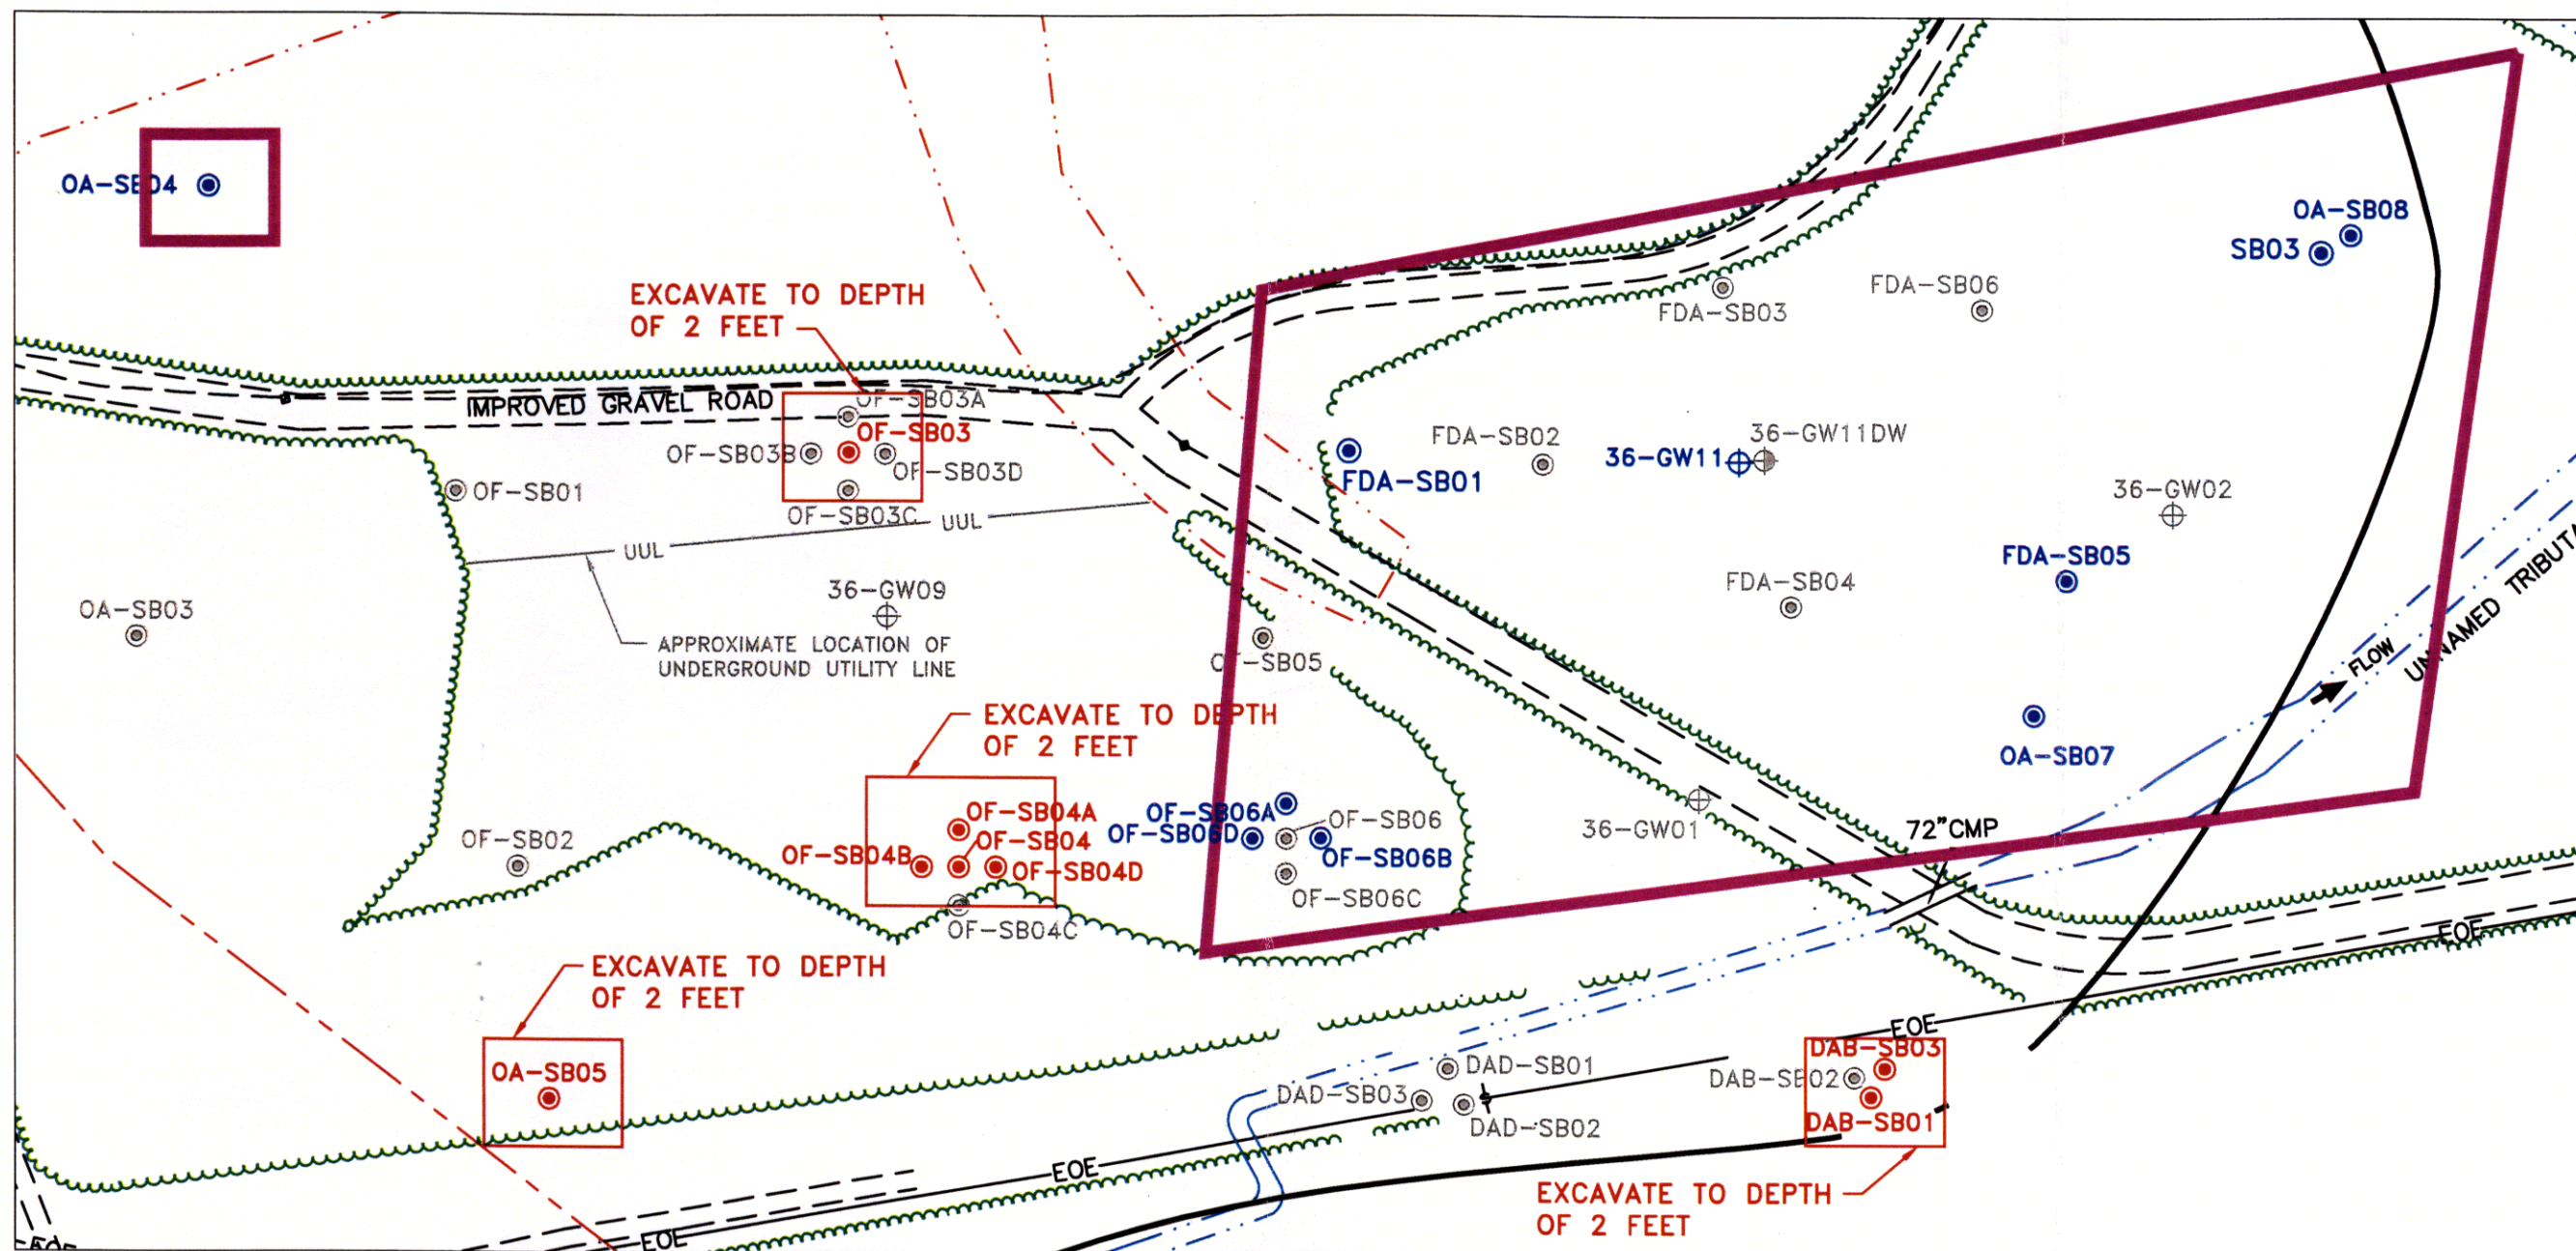 OA-SB04
OA-SB08
SB03
FDA-SB06
FDA-SB03
EXCAVATE TO DEPTH
OF 2 FEET
IMPROVED GRAVEL ROAD
OF-SB03A
OF-SB03
OF-SB03B
OF-SB03D
OF-SB03C
OF-SB01
FDA-SB01
FDA-SB02
36-GW11
36-GW11DW
36-GW02
UUL
UUL
FDA-SB05
FDA-SB04
OA-SB03
36-GW09
APPROXIMATE LOCATION OF
UNDERGROUND UTILITY LINE
OF-SB05
FLOW
UNNAMED
EXCAVATE TO DEPTH
OF 2 FEET
OA-SB07
OF-SB04A
OF-SB04
OF-SB04B
OF-SB04D
OF-SB04C
OF-SB02
OF-SB06A
OF-SB06
OF-SB06D
OF-SB06B
OF-SB06C
36-GW01
72"CMP
EOE
EXCAVATE TO DEPTH
OF 2 FEET
OA-SB05
EOE
DAD-SB01
DAD-SB03
DAD-SB02
DAB-SB03
DAB-SB02
DAB-SB01
EOE
EXCAVATE TO DEPTH
OF 2 FEET
EOE